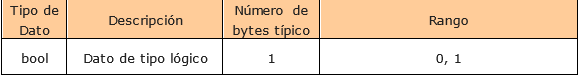 Tipo de Dato Descripción Número de bytes típico Rango
bool Dato de tipo lógico 1 0, 1